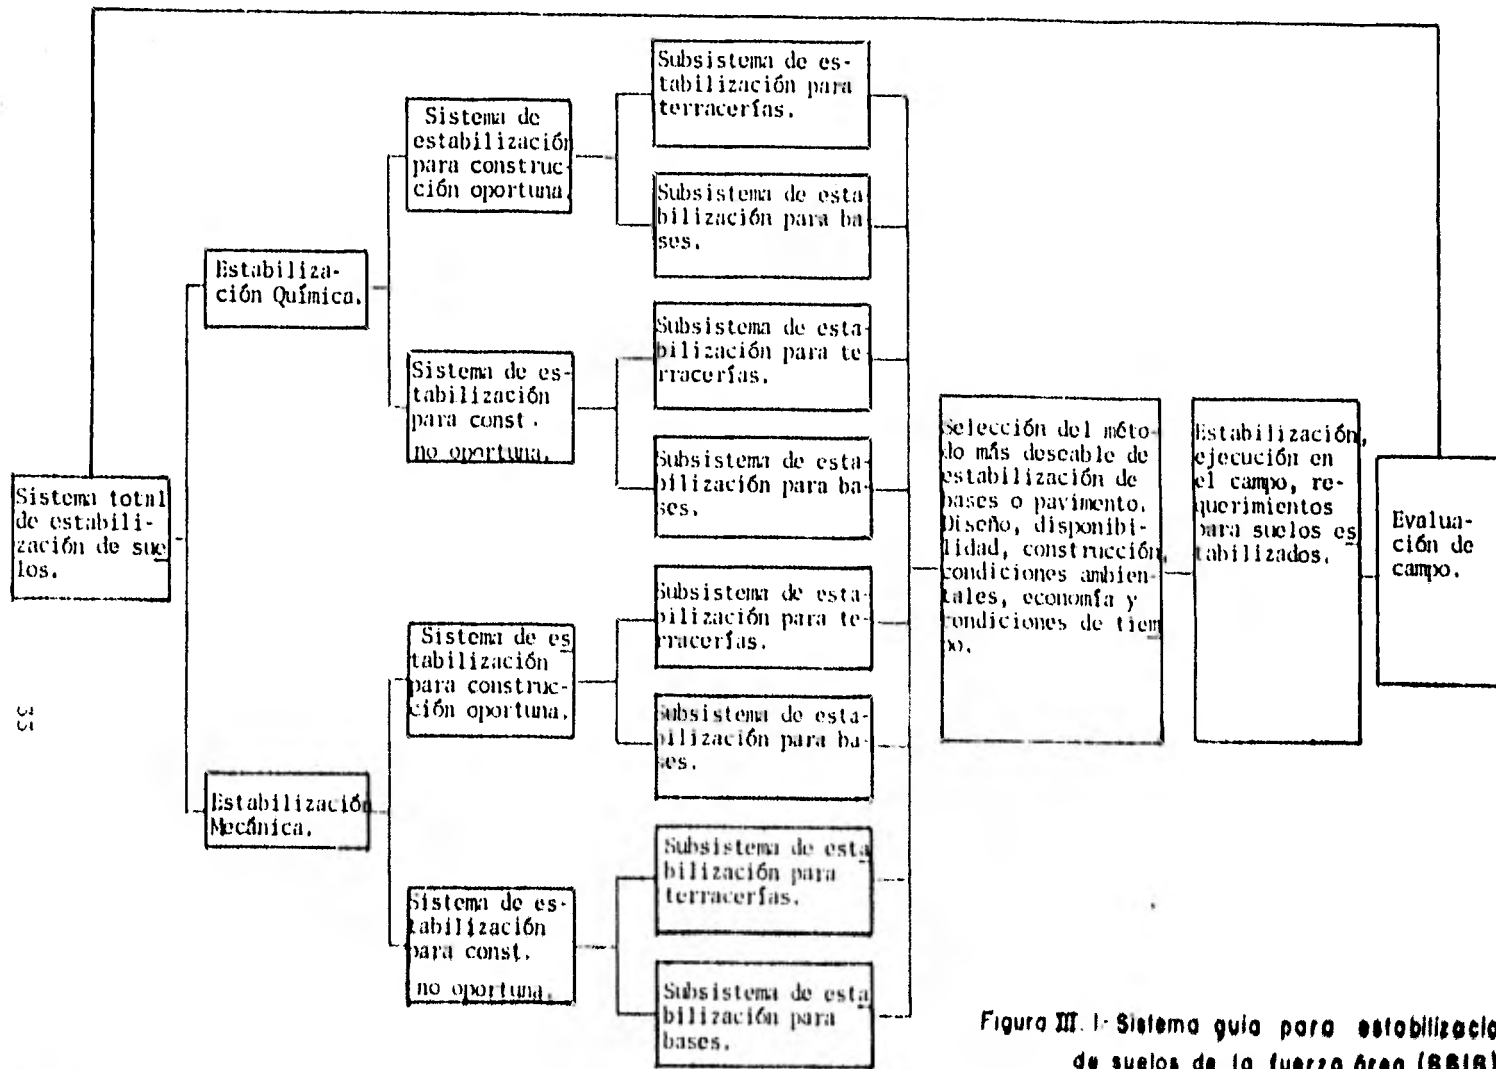 Sistema total
de estabili-
zación de sue
los.
Estabiliza-
ción Química.
Estabilización
Mecánica.
Sistema de
estabilización
para construc-
ción oportuna.
Sistema de es-
tabilización
para const.
no oportuna.
Sistema de es
tabilización
para construc-
ción oportuna.
Sistema de es-
tabilización
para const.
no oportuna.
Subsistema de es-
tabilización para
terracerías.
Subsistema de esta
bilización para ba
ses.
Subsistema de esta-
bilización para te-
rracerías.
Subsistema de esta-
bilización para ba-
ses.
Subsistema de esta-
bilización para te-
rracerías.
Subsistema de esta-
bilización para ba-
ses.
Subsistema de esta
bilización para
terracerías.
Subsistema de esta
bilización para
bases.
Selección del méto-
do más deseable de
estabilización de
bases o pavimento.
Diseño, disponibi-
lidad, construcción,
condiciones ambien-
tales, economía y
condiciones de tiem
po.
Estabilización,
ejecución en
el campo, re-
querimientos
para suelos es
tabilizados.
Evalua-
ción de
campo.
33
Figura III. 1- Sistema guía para estabilizació
de suelos de la fuerza área (SSIS)